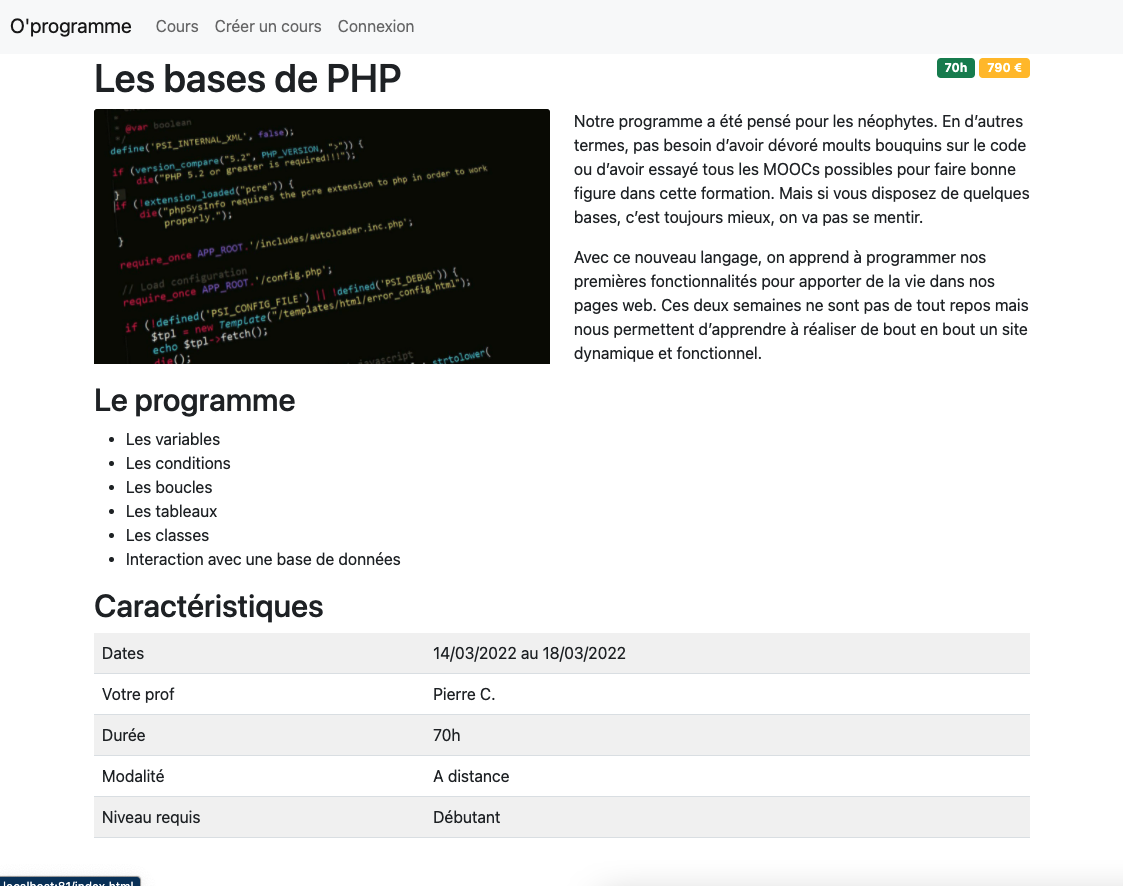 O'programme Cours Créer un cours Connexion
Les bases de PHP
70h 790 €
* @var boolean
*/
define('PSI_INTERNAL_XML', false);
if (version_compare("5.2", PHP_VERSION, ">")) {
die("PHP 5.2 or greater is required!!!");
}
if (!extension_loaded("pcre")) {
die("phpSysInfo requires the pcre extension to php in order to work
properly.");
}
require_once APP_ROOT.'/includes/autoloader.inc.php';
// Load configuration
require_once APP_ROOT.'/config.php';
if (!defined('PSI_CONFIG_FILE') || !defined('PSI_DEBUG')) {
$tpl = new Template("/templates/html/error_config.html");
echo $tpl->fetch();
die();
javascript
strtolower(
Notre programme a été pensé pour les néophytes. En d’autres
termes, pas besoin d’avoir dévoré moults bouquins sur le code
ou d’avoir essayé tous les MOOCs possibles pour faire bonne
figure dans cette formation. Mais si vous disposez de quelques
bases, c’est toujours mieux, on va pas se mentir.
Avec ce nouveau langage, on apprend à programmer nos
premières fonctionnalités pour apporter de la vie dans nos
pages web. Ces deux semaines ne sont pas de tout repos mais
nous permettent d’apprendre à réaliser de bout en bout un site
dynamique et fonctionnel.
Le programme
• Les variables
• Les conditions
• Les boucles
• Les tableaux
• Les classes
• Interaction avec une base de données
Caractéristiques
Dates 14/03/2022 au 18/03/2022
Votre prof Pierre C.
Durée 70h
Modalité A distance
Niveau requis Débutant
localhost:81/index.html